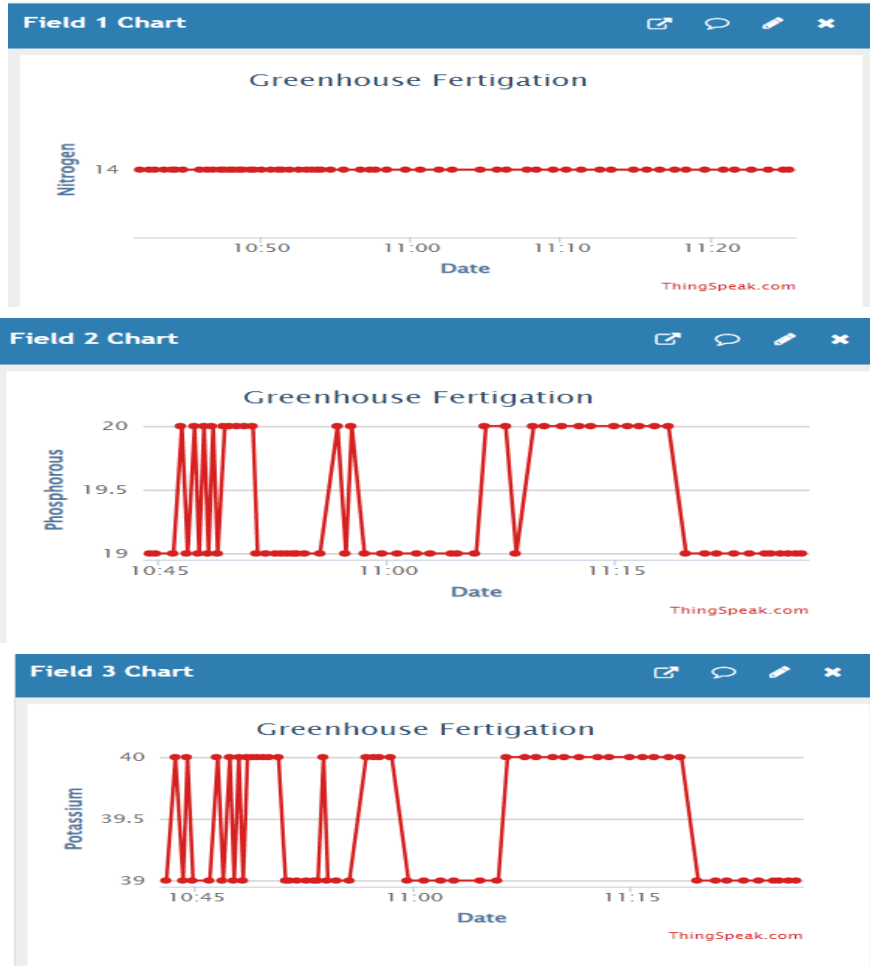 Field 1 Chart
Greenhouse Fertigation
Nitrogen
14
10:50 11:00 11:10 11:20
Date
ThingSpeak.com
Field 2 Chart
Greenhouse Fertigation
Phosphorous
20
19.5
19
10:45 11:00 11:15
Date
ThingSpeak.com
Field 3 Chart
Greenhouse Fertigation
Potassium
40
39.5
39
10:45 11:00 11:15
Date
ThingSpeak.com